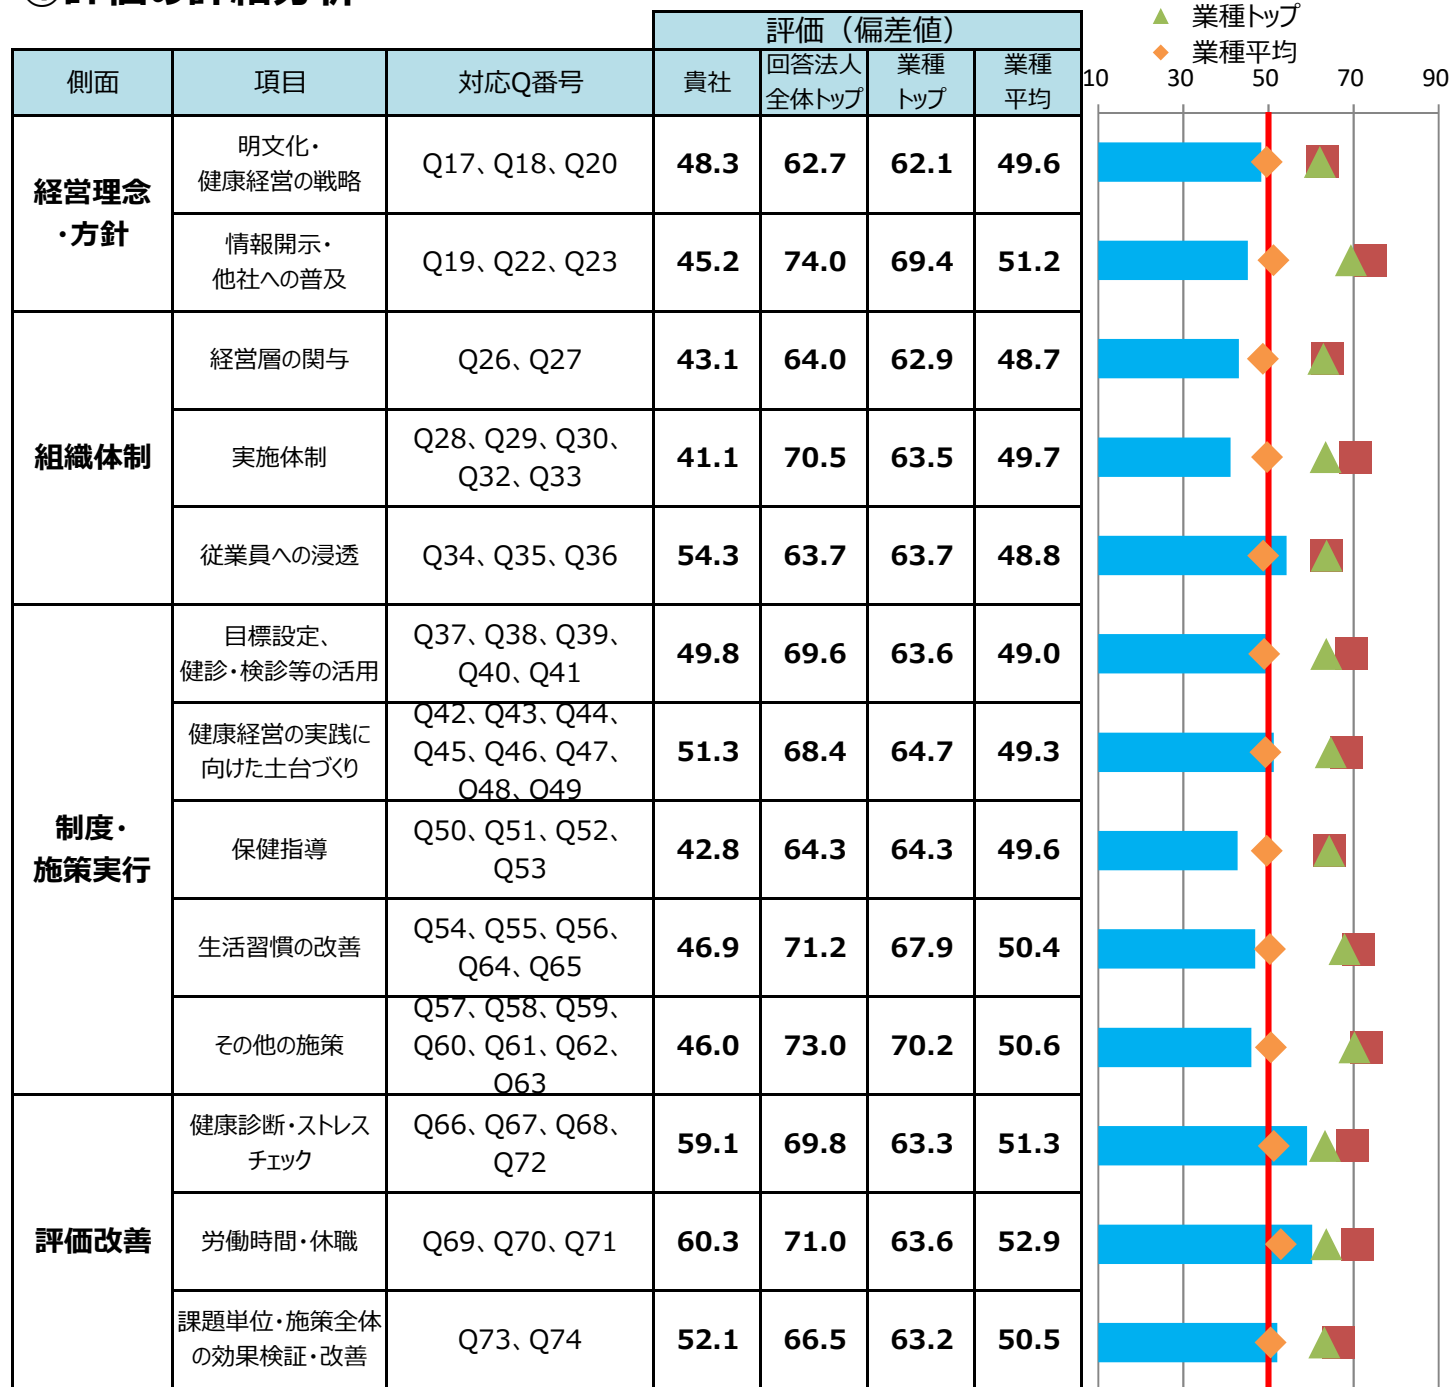 ▲ 業種トップ
◆ 業種平均
評価（偏差値）
側面 項目 対応Q番号 貴社 回答法人 業種 業種
全体トップ トップ 平均
10 30 50 70 90
経営理念
・方針
明文化・
健康経営の戦略
Q17、Q18、Q20 48.3 62.7 62.1 49.6
情報開示・
他社への普及
Q19、Q22、Q23 45.2 74.0 69.4 51.2
組織体制
経営層の関与 Q26、Q27 43.1 64.0 62.9 48.7
実施体制
Q28、Q29、Q30、
Q32、Q33
41.1 70.5 63.5 49.7
従業員への浸透 Q34、Q35、Q36 54.3 63.7 63.7 48.8
制度・
施策実行
目標設定、
健診・検診等の活用
Q37、Q38、Q39、
Q40、Q41
49.8 69.6 63.6 49.0
健康経営の実践に
向けた土台づくり
Q42、Q43、Q44、
Q45、Q46、Q47、
Q48、Q49
51.3 68.4 64.7 49.3
保健指導
Q50、Q51、Q52、
Q53
42.8 64.3 64.3 49.6
生活習慣の改善
Q54、Q55、Q56、
Q64、Q65
46.9 71.2 67.9 50.4
その他の施策
Q57、Q58、Q59、
Q60、Q61、Q62、
Q63
46.0 73.0 70.2 50.6
評価改善
健康診断・ストレス
チェック
Q66、Q67、Q68、
Q72
59.1 69.8 63.3 51.3
労働時間・休職 Q69、Q70、Q71 60.3 71.0 63.6 52.9
課題単位・施策全体
の効果検証・改善
Q73、Q74 52.1 66.5 63.2 50.5